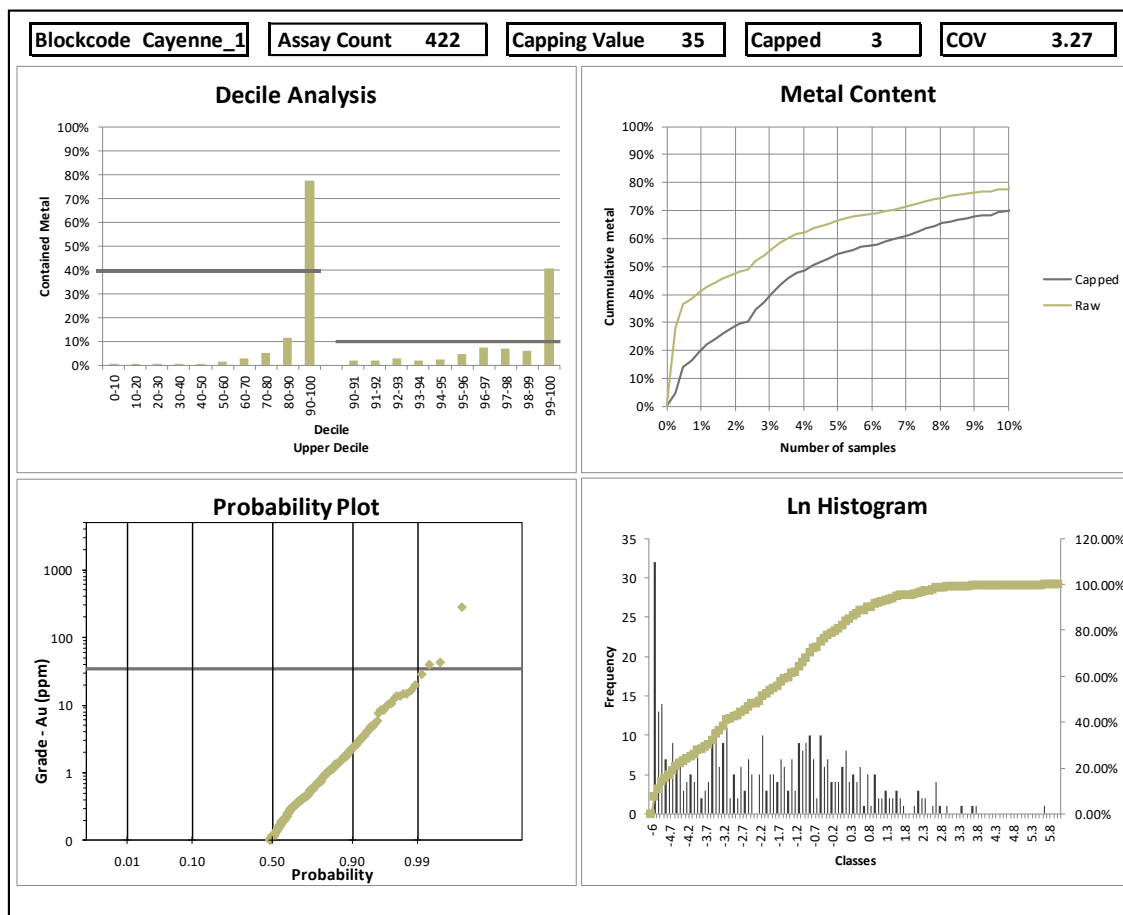 Blockcode Cayenne_1 Assay Count 422 Capping Value 35 Capped 3 COV 3.27
Decile Analysis
100%
90%
80%
70%
60%
50%
40%
30%
20%
10%
0%
Contained Metal
0-10 10-20 20-30 30-40 40-50 50-60 60-70 70-80 80-90 90-100 90-91 91-92 92-93 93-94 94-95 95-96 96-97 97-98 98-99 99-100
Decile
Upper Decile
Metal Content
100%
90%
80%
70%
60%
50%
40%
30%
20%
10%
0%
Cummulative metal
0% 1% 2% 3% 4% 5% 6% 7% 8% 9% 10%
Number of samples
Capped
Raw
Probability Plot
1000
100
10
1
0
Grade - Au (ppm)
0.01 0.10 0.50 0.90 0.99
Probability
Ln Histogram
35
30
25
20
15
10
5
0
Frequency
120.00%
100.00%
80.00%
60.00%
40.00%
20.00%
0.00%
-6 -4.7 -4.2 -3.7 -3.2 -2.7 -2.2 -1.7 -1.2 -0.7 -0.2 0.3 0.8 1.3 1.8 2.3 2.8 3.3 3.8 4.3 4.8 5.3 5.8
Classes